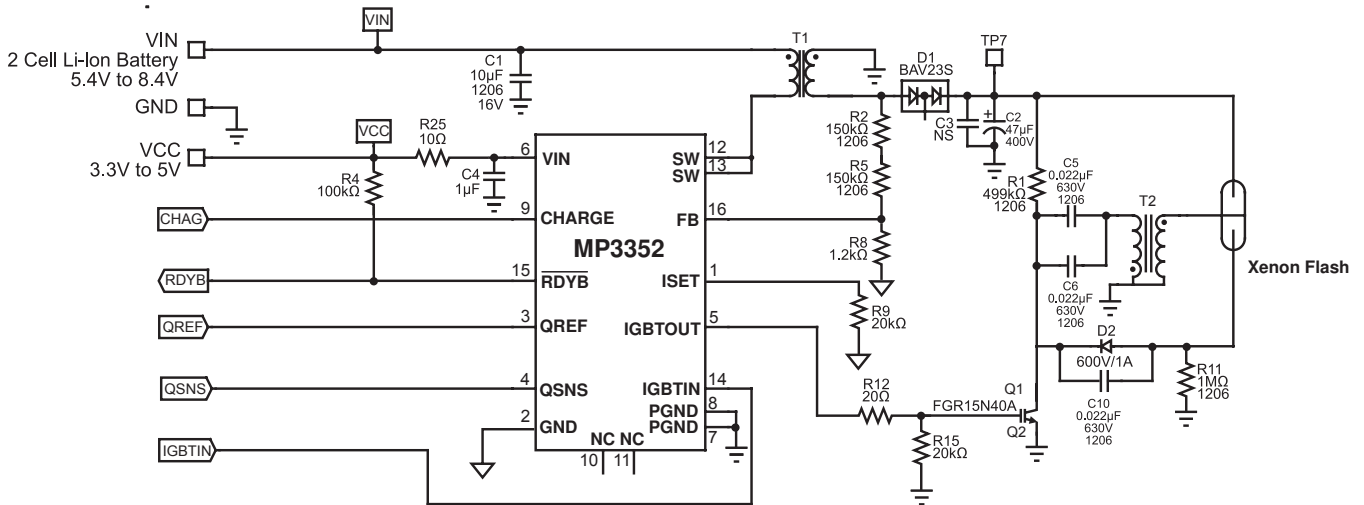 VIN
VIN
2 Cell Li-Ion Battery
5.4V to 8.4V
GND
VCC
3.3V to 5V
VCC
R25
10Ω
R4
100kΩ
C4
1µF
C1
10µF
1206
16V
T1
D1
BAV23S
TP7
C3
NS
+
C2
47µF
400V
R2
150kΩ
1206
R5
150kΩ
1206
R8
1.2kΩ
R9
20kΩ
R1
499kΩ
1206
C5
0.022µF
630V
1206
T2
C6
0.022µF
630V
1206
Xenon Flash
D2
600V/1A
C10
0.022µF
630V
1206
R11
1MΩ
1206
R12
20Ω
R15
20kΩ
Q1
FGR15N40A
Q2
CHAG
RDYB
QREF
QSNS
IGBTIN
MP3352
6 VIN
9 CHARGE
15 RDYB
3 QREF
4 QSNS
2 GND
NC NC
10 11
SW 12
SW 13
FB 16
ISET 1
IGBTOUT 5
IGBTIN 14
PGND 8
PGND 7